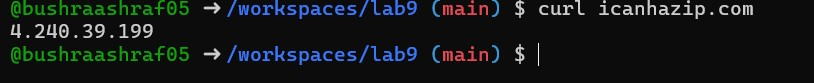 @bushraashraf05 ➜ /workspaces/lab9 (main) $ curl icanhazip.com
4.240.39.199
@bushraashraf05 ➜ /workspaces/lab9 (main) $